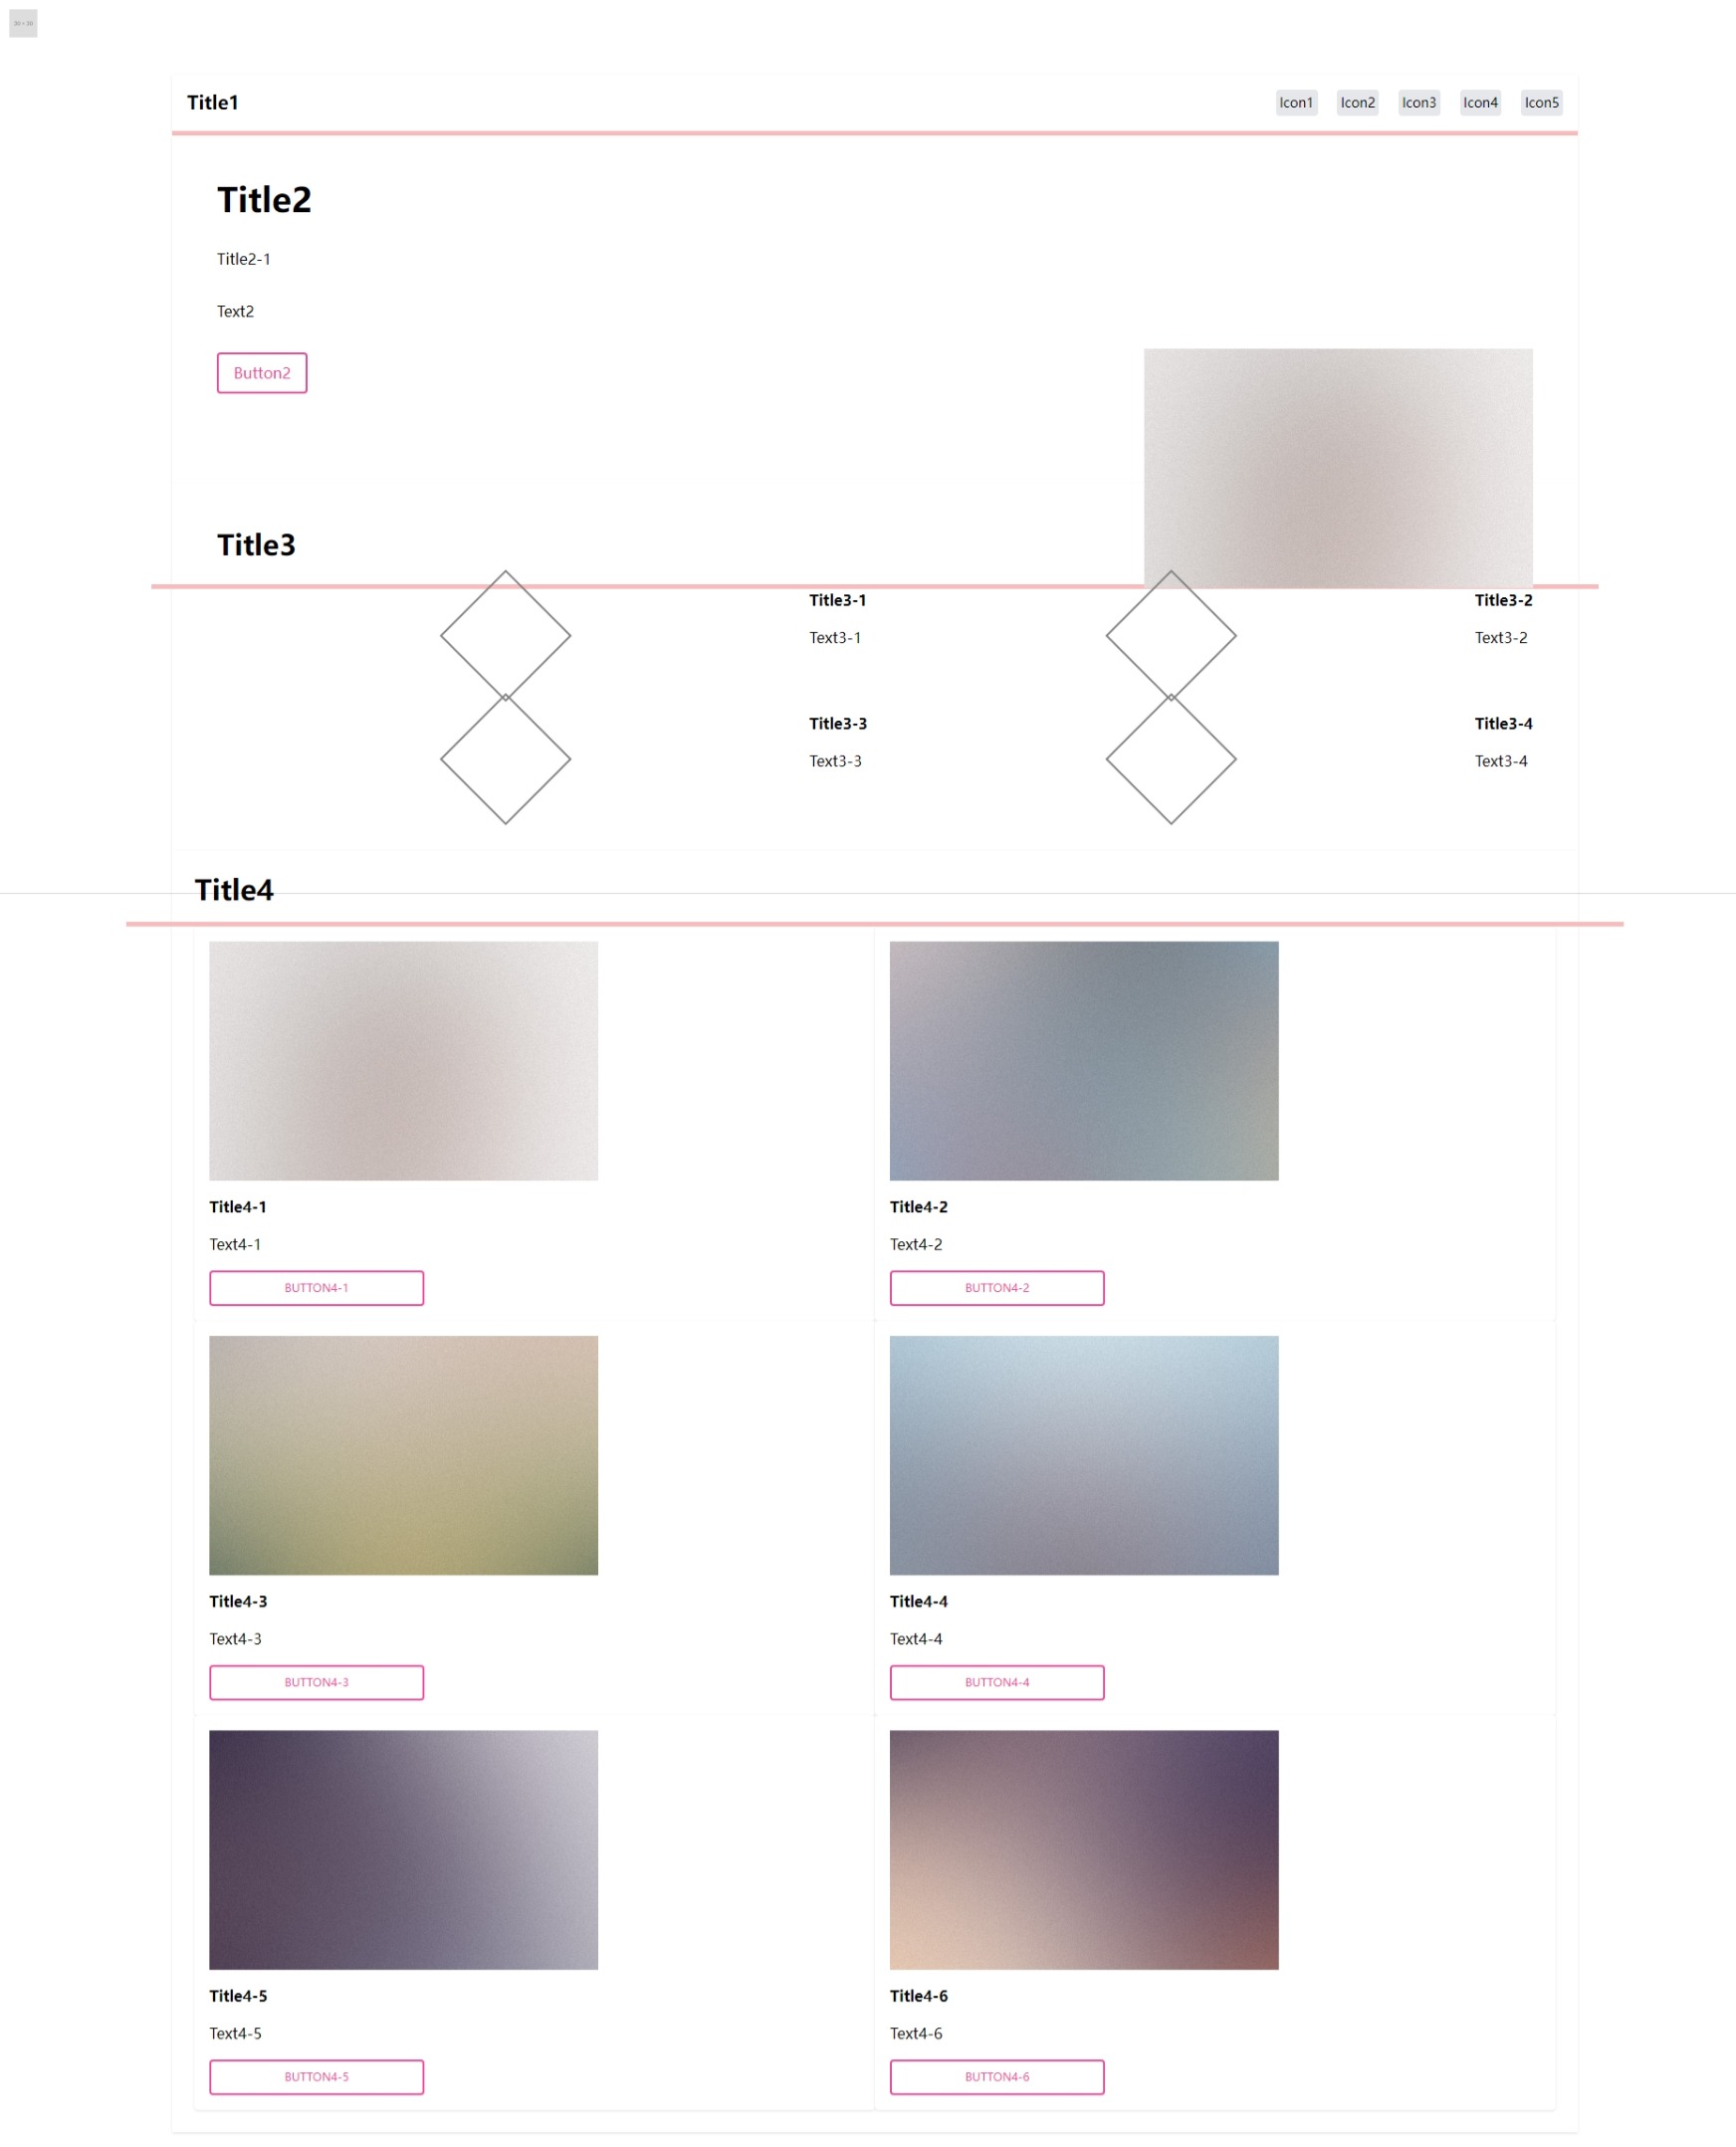 30 × 30
Title1
Icon1 Icon2 Icon3 Icon4 Icon5
Title2
Title2-1
Text2
Button2
Title3
Title3-1
Text3-1
Title3-2
Text3-2
Title3-3
Text3-3
Title3-4
Text3-4
Title4
Title4-1
Text4-1
BUTTON4-1
Title4-2
Text4-2
BUTTON4-2
Title4-3
Text4-3
BUTTON4-3
Title4-4
Text4-4
BUTTON4-4
Title4-5
Text4-5
BUTTON4-5
Title4-6
Text4-6
BUTTON4-6